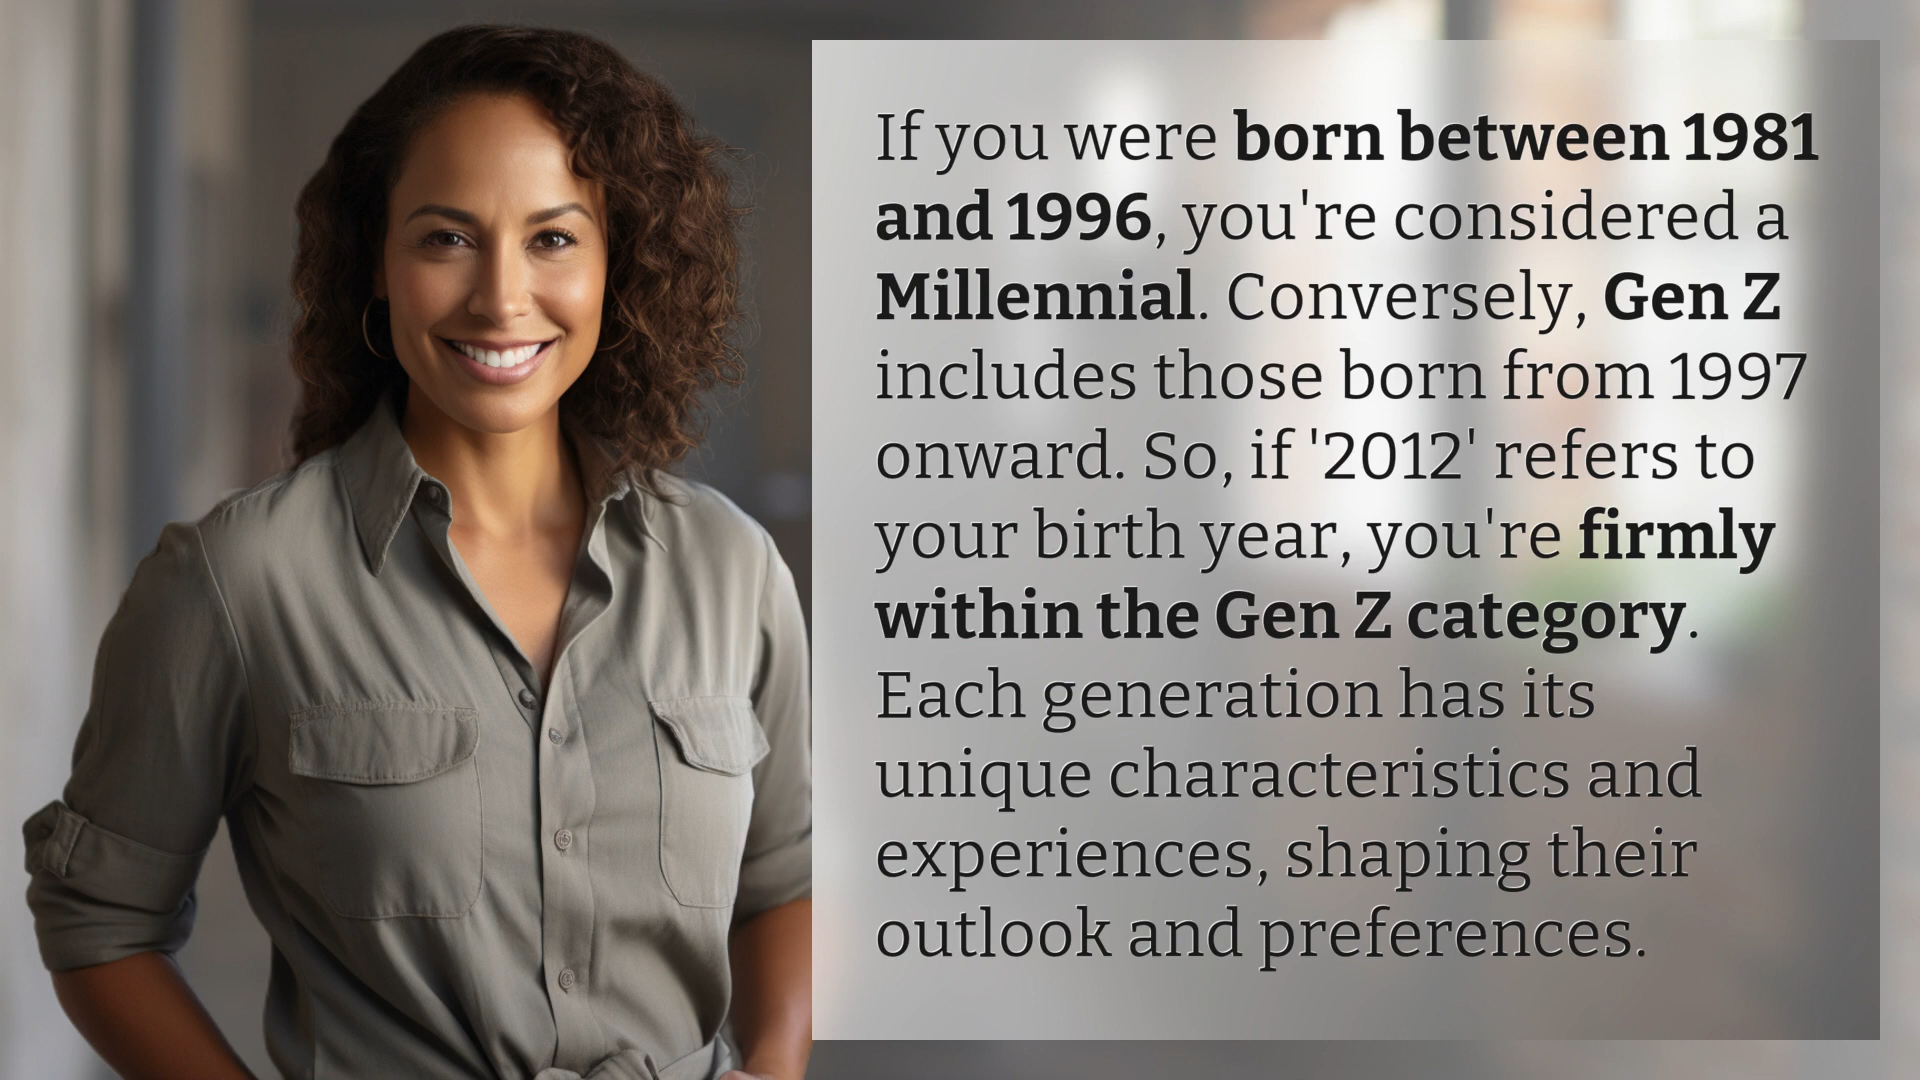 If you were born between 1981
and 1996, you're considered a
Millennial. Conversely, Gen Z
includes those born from 1997
onward. So, if '2012' refers to
your birth year, you're firmly
within the Gen Z category.
Each generation has its
unique characteristics and
experiences, shaping their
outlook and preferences.